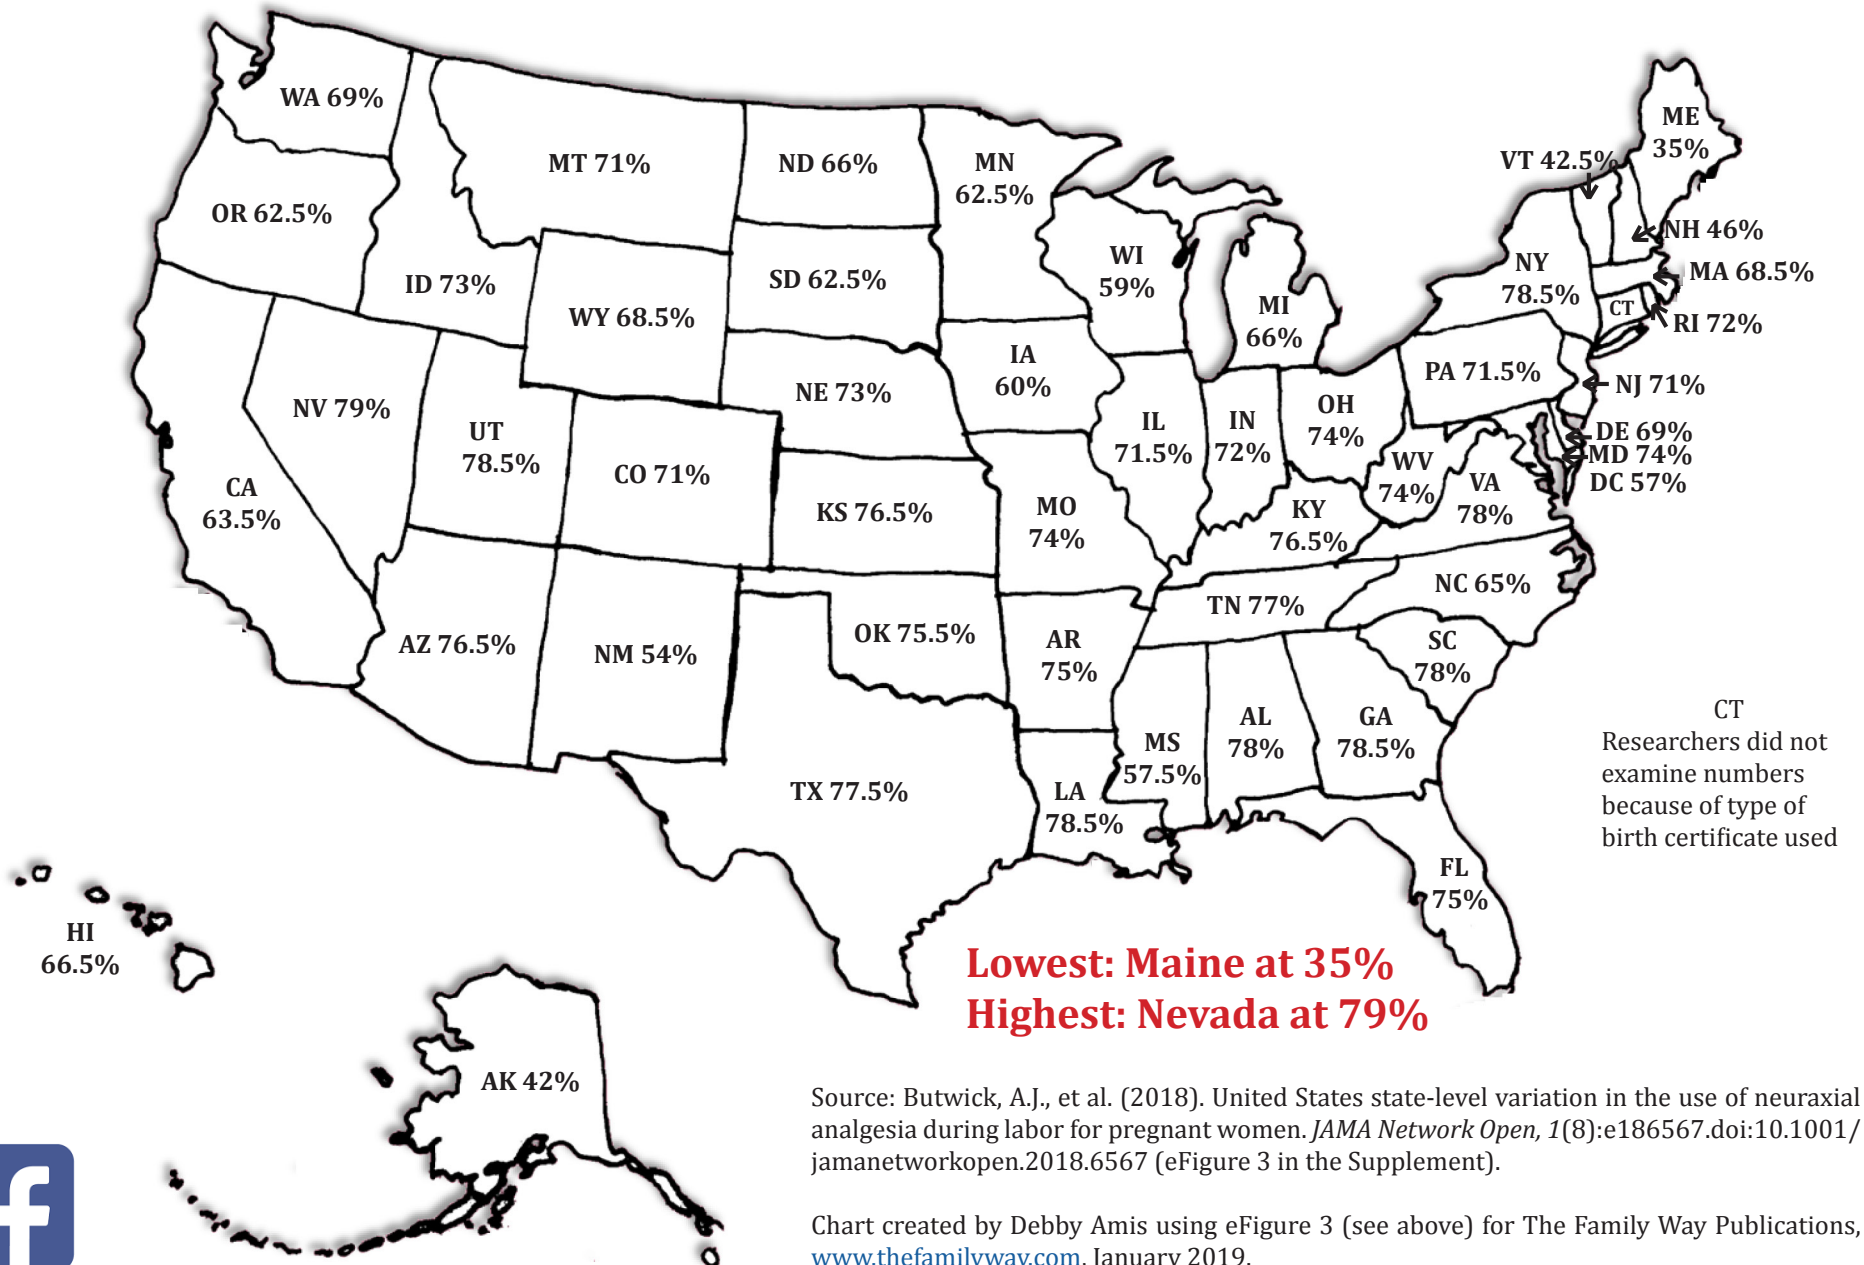 WA 69%
MT 71%
ND 66%
MN
62.5%
ME
35%
VT 42.5%
OR 62.5%
ID 73%
WY 68.5%
SD 62.5%
WI
59%
MI
66%
NY
78.5%
NH 46%
MA 68.5%
CT
RI 72%
NV 79%
UT
78.5%
CO 71%
NE 73%
IA
60%
IL
71.5%
IN
72%
OH
74%
PA 71.5%
NJ 71%
DE 69%
MD 74%
DC 57%
CA
63.5%
KS 76.5%
MO
74%
KY
76.5%
WV
74%
VA
78%
AZ 76.5%
NM 54%
OK 75.5%
AR
75%
TN 77%
NC 65%
SC
78%
TX 77.5%
LA
78.5%
MS
57.5%
AL
78%
GA
78.5%
FL
75%
CT
Researchers did not
examine numbers
because of type of
birth certificate used
HI
66.5%
AK 42%
Lowest: Maine at 35%
Highest: Nevada at 79%
Source: Butwick, A.J., et al. (2018). United States state-level variation in the use of neuraxial
analgesia during labor for pregnant women. JAMA Network Open, 1(8):e186567.doi:10.1001/
jamanetworkopen.2018.6567 (eFigure 3 in the Supplement).
Chart created by Debby Amis using eFigure 3 (see above) for The Family Way Publications,
www.thefamilyway.com. January 2019.
f